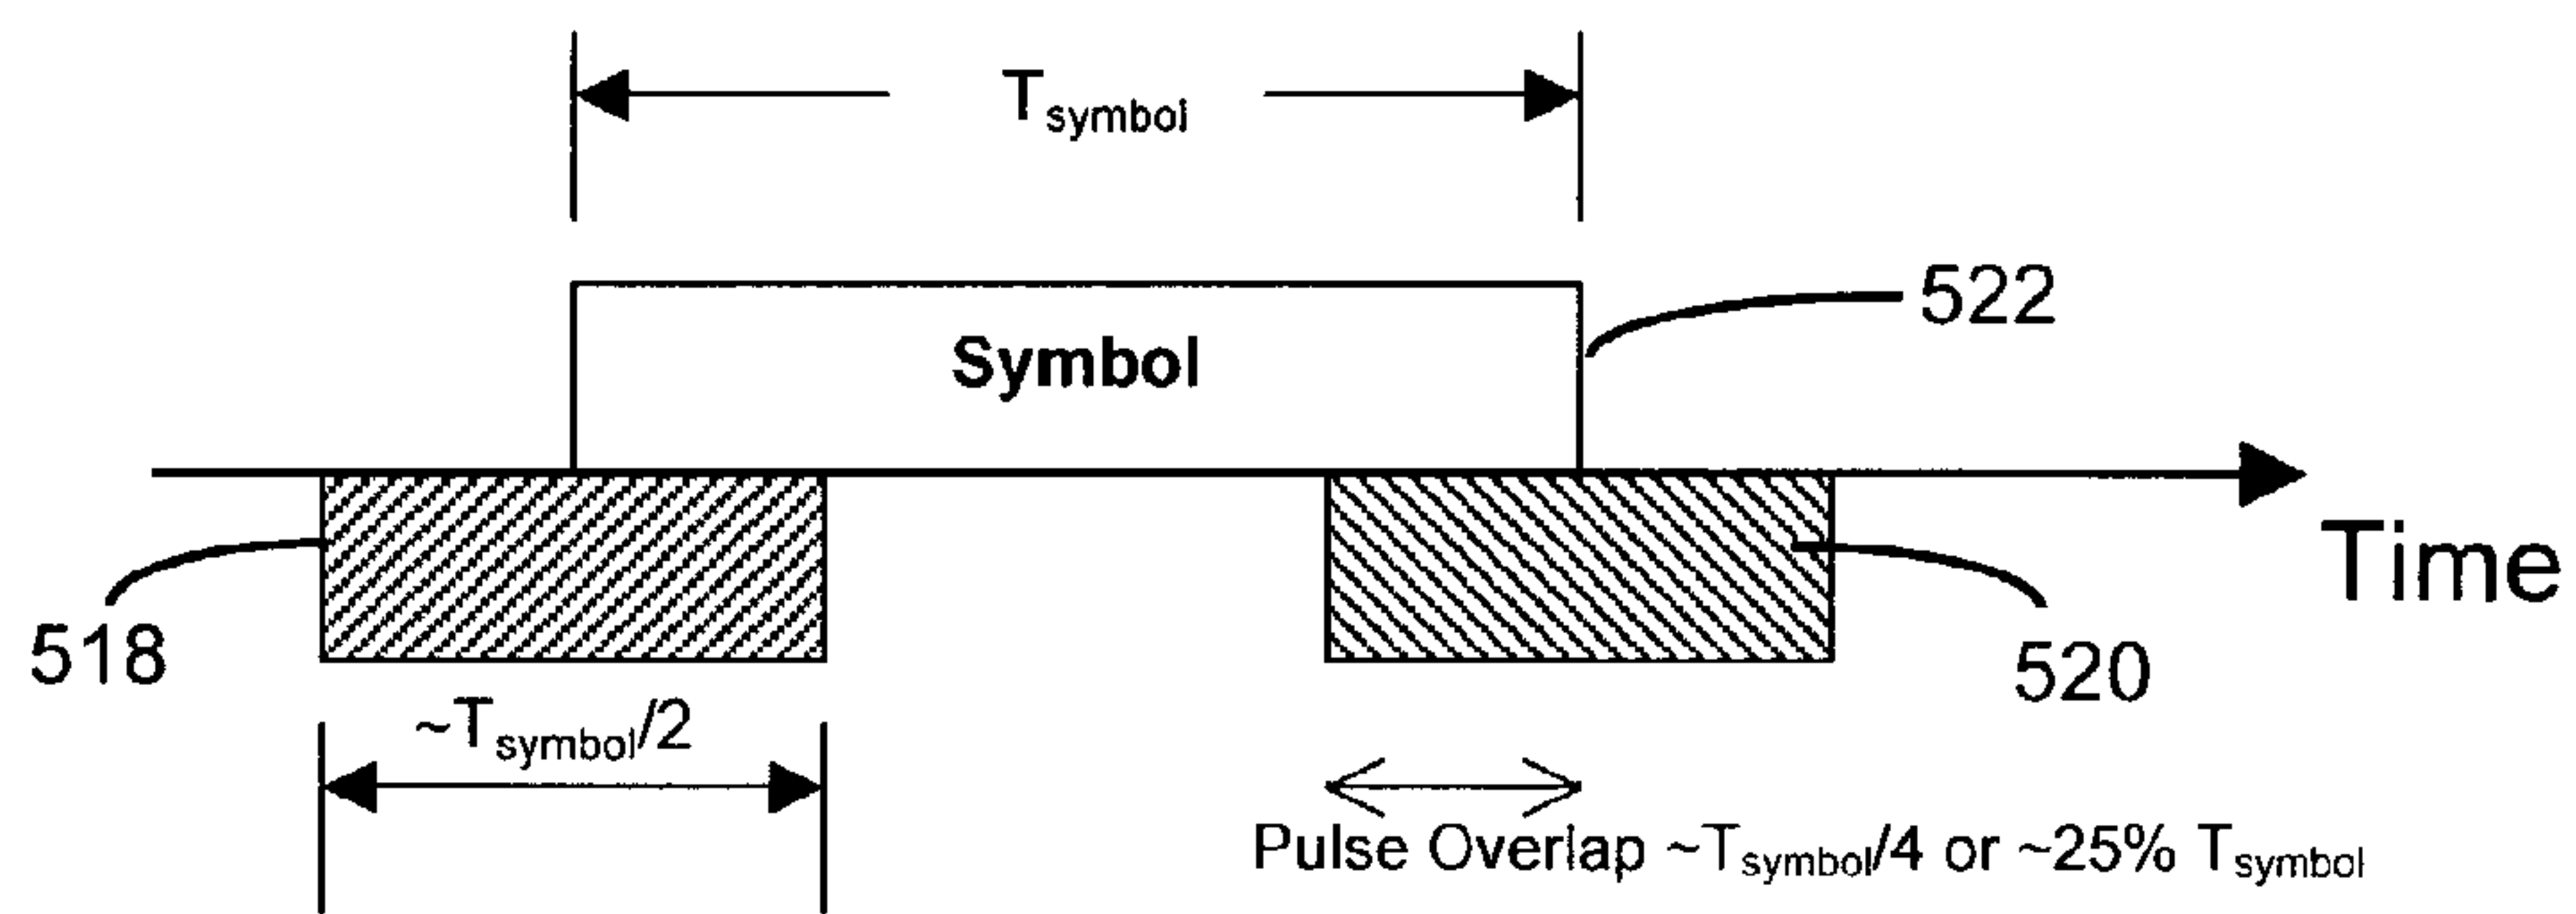 Tsymbol
522
Symbol
Time
518
520
~Tsymbol/2
Pulse Overlap ~Tsymbol/4 or ~25% Tsymbol